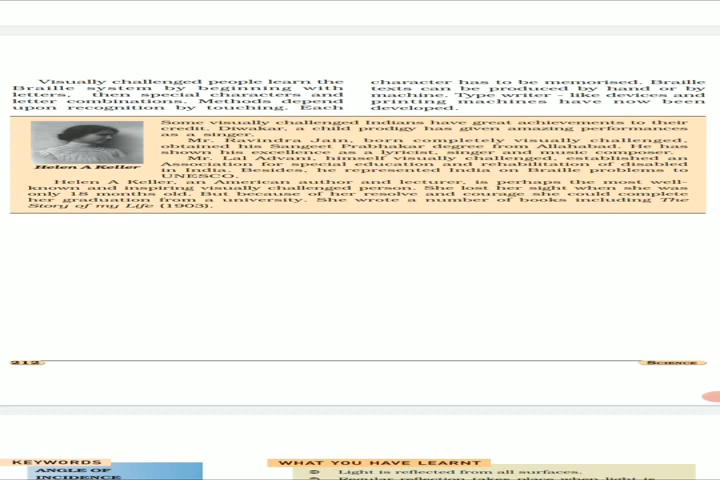 Visually challenged people learn the
Braille system by beginning with
letters, then special characters and
letter combinations. Methods depend
upon recognition by touching. Each
character has to be memorised. Braille
texts can be produced by hand or by
machine. Type writer – like devices and
printing machines have now been
developed.
Some visually challenged Indians have great achievements to their
credit. Diwakar, a child prodigy has given amazing performances
as a singer.
Mr. Ravindra Jain, born completely visually challenged,
obtained his Sangeet Prabhakar degree from Allahabad. He has
shown his excellence as a lyricist, singer and music composer.
Mr. Lal Advani, himself visually challenged, established an
Association for special education and rehabilitation of disabled
in India. Besides, he represented India on Braille problems to
UNESCO.
Helen A Keller
Helen A. Keller, an American author and lecturer, is perhaps the most well-
known and inspiring visually challenged person. She lost her sight when she was
only 18 months old. But because of her resolve and courage she could complete
her graduation from a university. She wrote a number of books including The
Story of my Life (1903).
212
SCIENCE
KEYWORDS
ANGLE OF
INCIDENCE
WHAT YOU HAVE LEARNT
Light is reflected from all surfaces.
Regular reflection takes place when light is